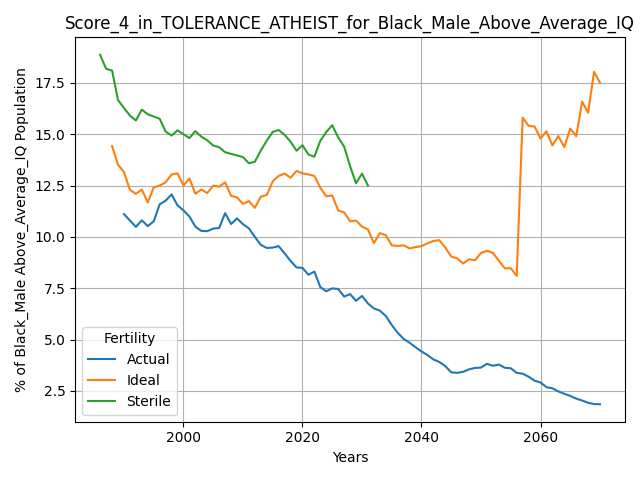 Score_4_in_TOLERANCE_ATHEIST_for_Black_Male_Above_Average_IQ
% of Black_Male Above_Average_IQ Population
17.5
15.0
12.5
10.0
7.5
5.0
2.5
Fertility
Actual
Ideal
Sterile
2000
2020
2040
2060
Years